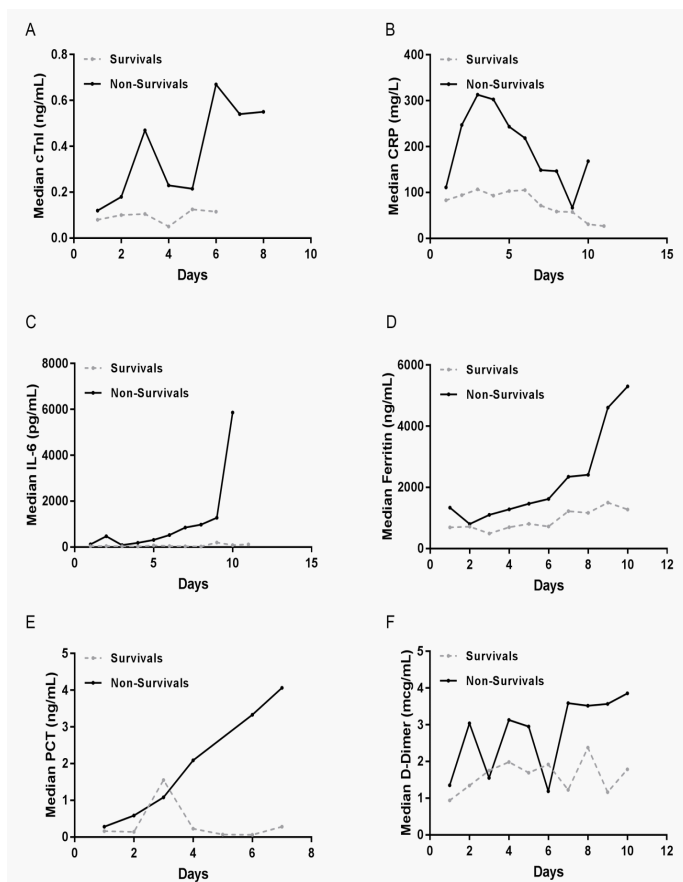 A
Survivals
Non-Survivals
Median cTnI (ng/mL)
0.8
0.6
0.4
0.2
0.0
0 2 4 6 8 10
Days
B
Survivals
Non-Survivals
Median CRP (mg/L)
400
300
200
100
0
0 5 10 15
Days
C
Survivals
Non-Survivals
Median IL-6 (pg/mL)
8000
6000
4000
2000
0
0 5 10 15
Days
D
Survivals
Non-Survivals
Median Ferritin (ng/mL)
6000
4000
2000
0
0 2 4 6 8 10 12
Days
E
Survivals
Non-Survivals
Median PCT (ng/mL)
5
4
3
2
1
0
0 2 4 6 8
Days
F
Survivals
Non-Survivals
Median D-Dimer (mcg/mL)
5
4
3
2
1
0
0 2 4 6 8 10 12
Days